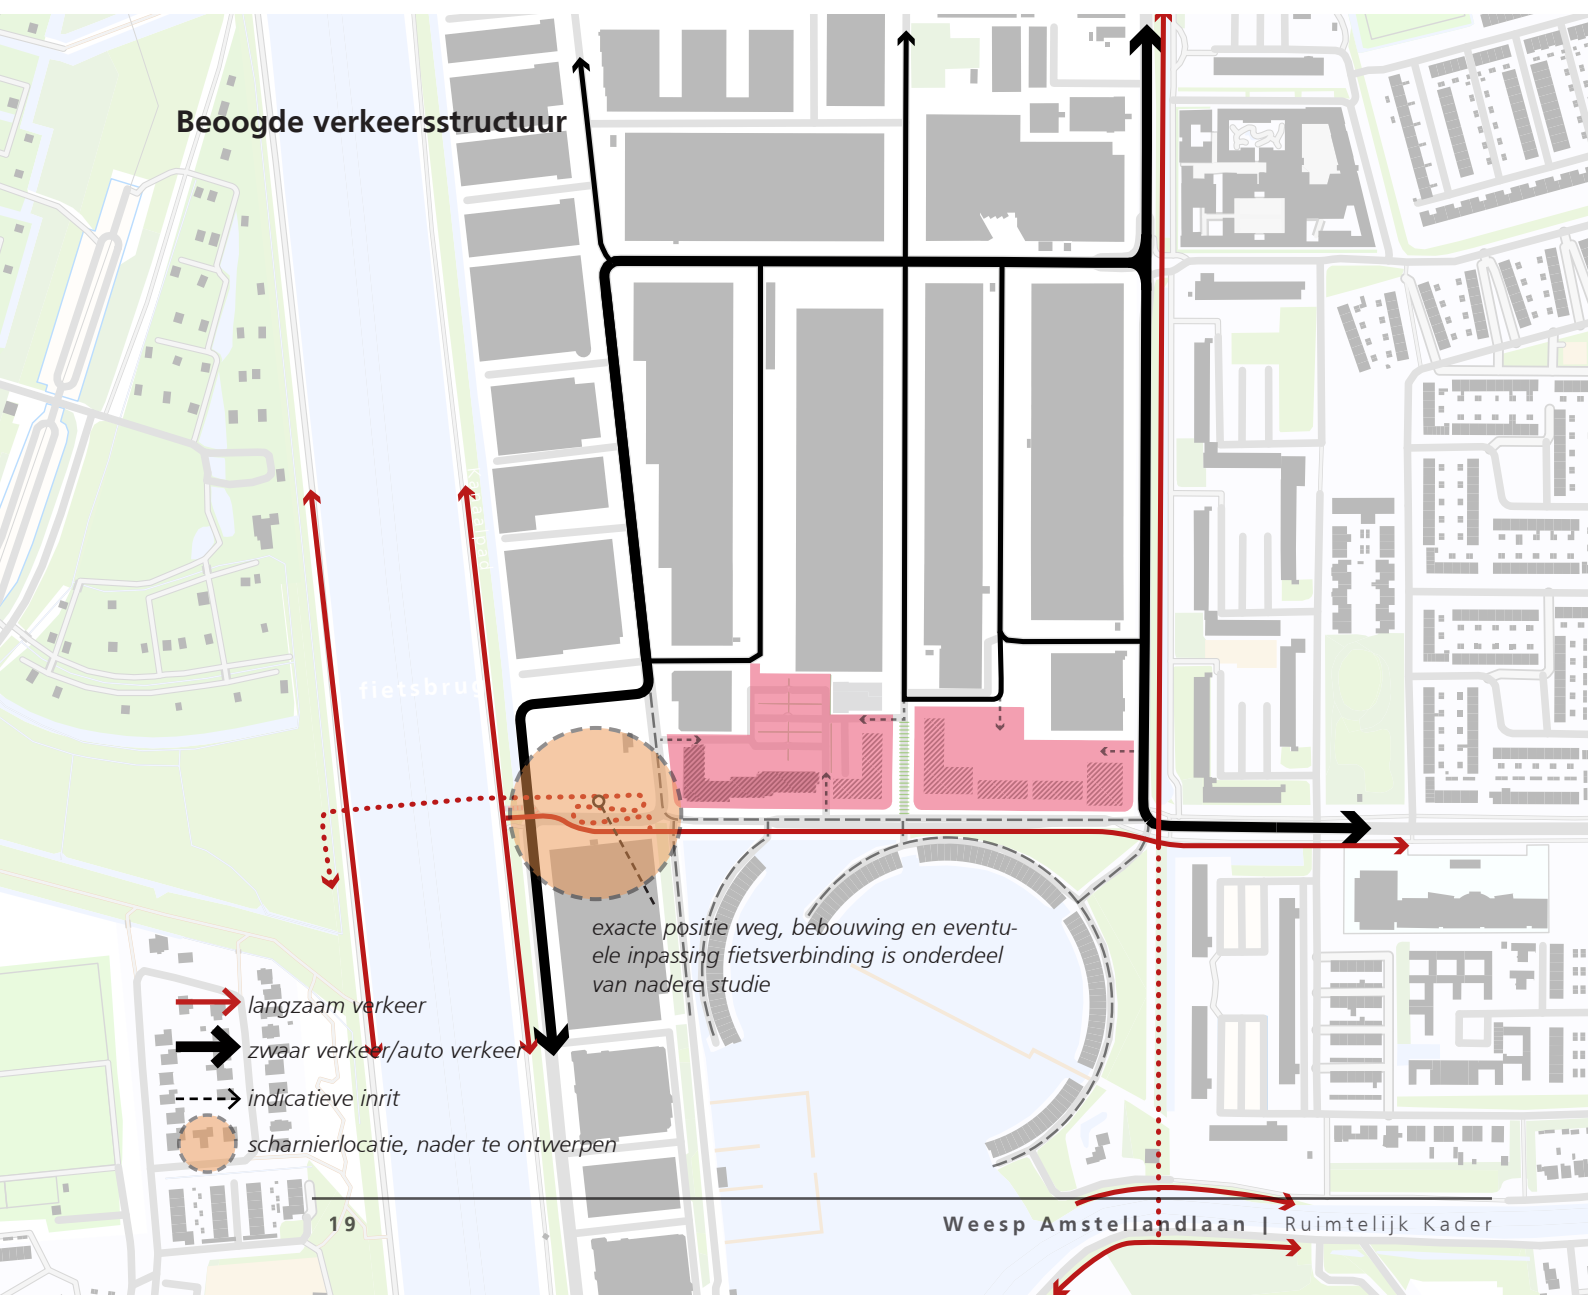 Beoogde verkeersstructuur
Kanaalpad
fietsbrug
exacte positie weg, bebouwing en eventu-
ele inpassing fietsverbinding is onderdeel
van nadere studie
langzaam verkeer
zwaar verkeer/auto verkeer
indicatieve inrit
scharnierlocatie, nader te ontwerpen
19
Weesp Amstellandlaan | Ruimtelijk Kader